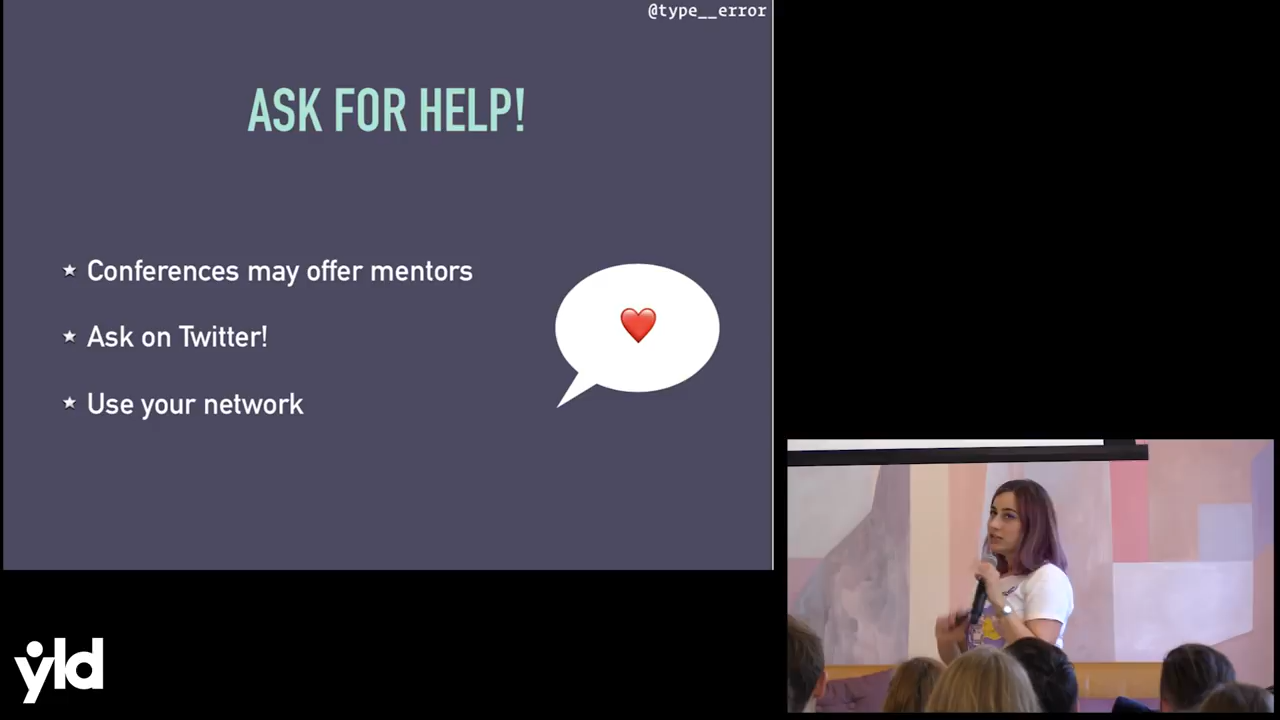 @type__error
ASK FOR HELP!
Conferences may offer mentors
Ask on Twitter!
Use your network
yld